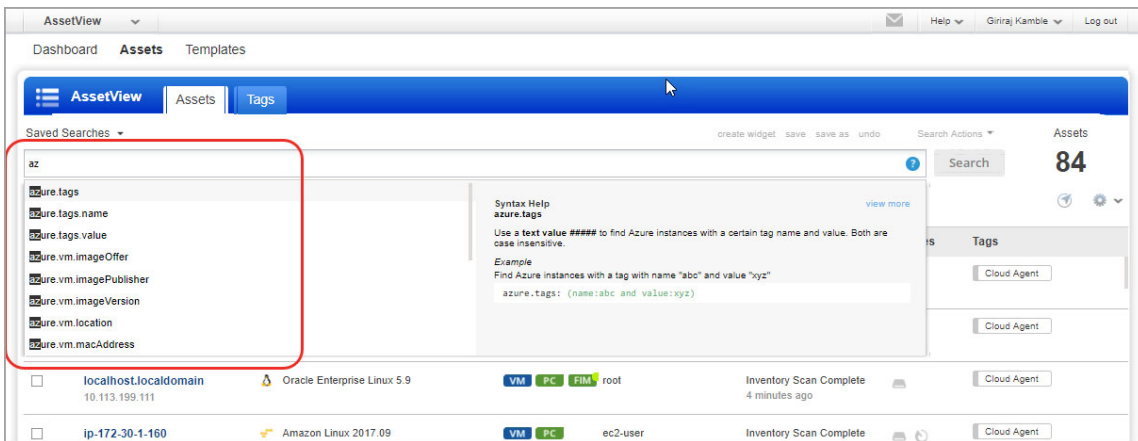 AssetView Help Giriraj Kamble Log out
Dashboard Assets Templates
AssetView Assets Tags
Saved Searches create widget save save as undo Search Actions Assets
az ? Search 84
azure.tags
azure.tags.name
azure.tags.value
azure.vm.imageOffer
azure.vm.imagePublisher
azure.vm.imageVersion
azure.vm.location
azure.vm.macAddress
Syntax Help view more
azure.tags
Use a text value ##### to find Azure instances with a certain tag name and value. Both are
case insensitive.
Example
Find Azure instances with a tag with name "abc" and value "xyz"
azure.tags: (name:abc and value:xyz)
Tags
Cloud Agent
Cloud Agent
localhost.localdomain Oracle Enterprise Linux 5.9 VM PC FIM root Inventory Scan Complete Cloud Agent
10.113.199.111 4 minutes ago
ip-172-30-1-160 Amazon Linux 2017.09 VM PC ec2-user Inventory Scan Complete Cloud Agent